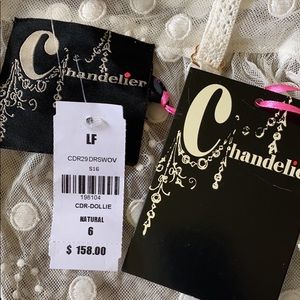 Chandelier
LF
CDR29DRSWOV
S16
198104
CDR-DOLLIE
NATURAL
6
$ 158.00
Chandelier